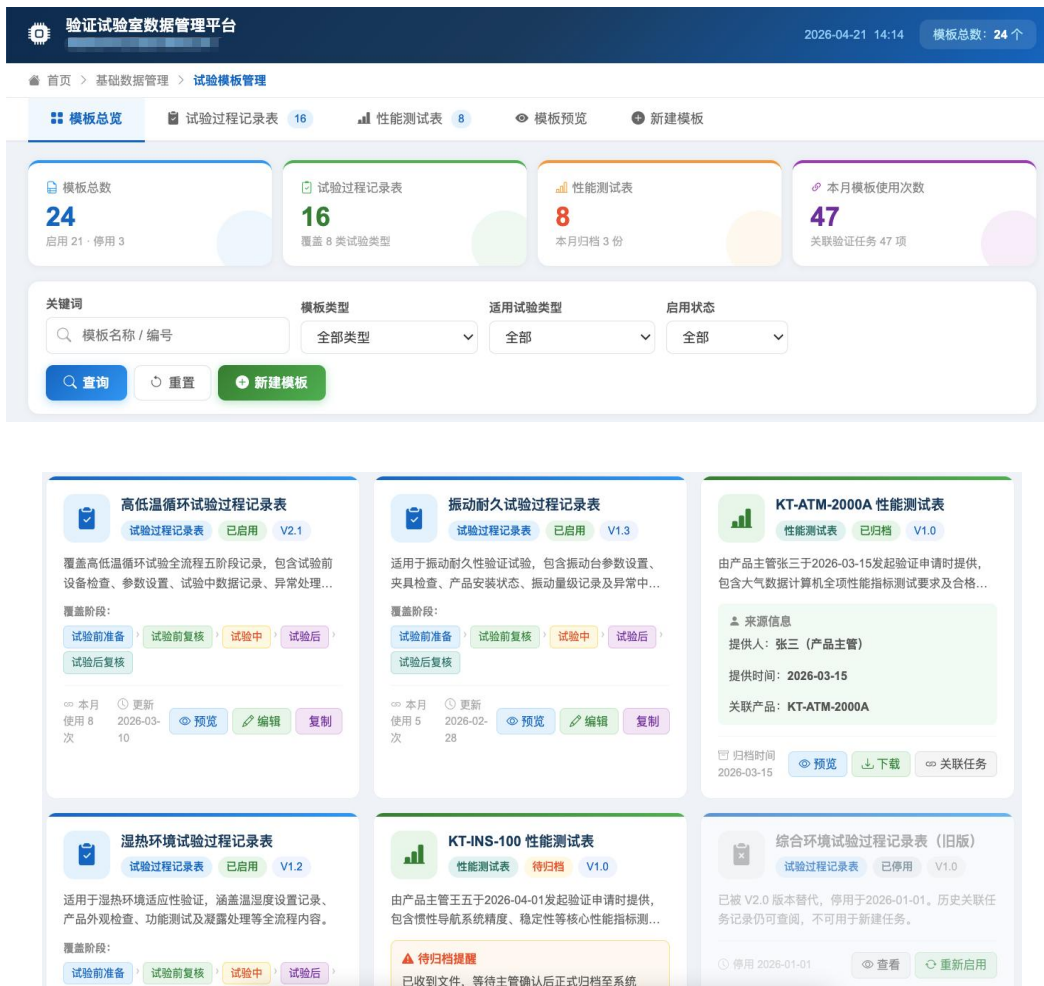 验证试验室数据管理平台
2026-04-21 14:14 模板总数：24 个
首页 > 基础数据管理 > 试验模板管理
模板总览 试验过程记录表 16 性能测试表 8 模板预览 新建模板
模板总数
24
启用 21 · 停用 3
试验过程记录表
16
覆盖 8 类试验类型
性能测试表
8
本月归档 3 份
本月模板使用次数
47
关联验证任务 47 项
关键词
模板名称 / 编号
模板类型
全部类型
适用试验类型
全部
启用状态
全部
查询 重置 新建模板
高低温循环试验过程记录表
试验过程记录表 已启用 V2.1
覆盖高低温循环试验全流程五阶段记录，包含试验前
设备检查、参数设置、试验中数据记录、异常处理...
覆盖阶段：
试验前准备 › 试验前复核 › 试验中 › 试验后 ›
试验后复核
本月
使用 8
次
更新
2026-03-
10
预览 编辑 复制
振动耐久试验过程记录表
试验过程记录表 已启用 V1.3
适用于振动耐久性验证试验，包含振动台参数设置、
夹具检查、产品安装状态、振动量级记录及异常中...
覆盖阶段：
试验前准备 › 试验前复核 › 试验中 › 试验后 ›
试验后复核
本月
使用 5
次
更新
2026-02-
28
预览 编辑 复制
KT-ATM-2000A 性能测试表
性能测试表 已归档 V1.0
由产品主管张三于2026-03-15发起验证申请时提供，
包含大气数据计算机全项性能指标测试要求及合格...
来源信息
提供人：张三（产品主管）
提供时间：2026-03-15
关联产品：KT-ATM-2000A
归档时间
2026-03-15
预览 下载 关联任务
湿热环境试验过程记录表
试验过程记录表 已启用 V1.2
适用于湿热环境适应性验证，涵盖温湿度设置记录、
产品外观检查、功能测试及凝露处理等全流程内容。
覆盖阶段：
试验前准备 › 试验前复核 › 试验中 › 试验后 ›
KT-INS-100 性能测试表
性能测试表 待归档 V1.0
由产品主管王五于2026-04-01发起验证申请时提供，
包含惯性导航系统精度、稳定性等核心性能指标测...
待归档提醒
已收到文件，等待主管确认后正式归档至系统
综合环境试验过程记录表（旧版）
试验过程记录表 已停用 V1.0
已被 V2.0 版本替代，停用于2026-01-01。历史关联任
务记录仍可查阅，不可用于新建任务。
停用 2026-01-01
查看 重新启用